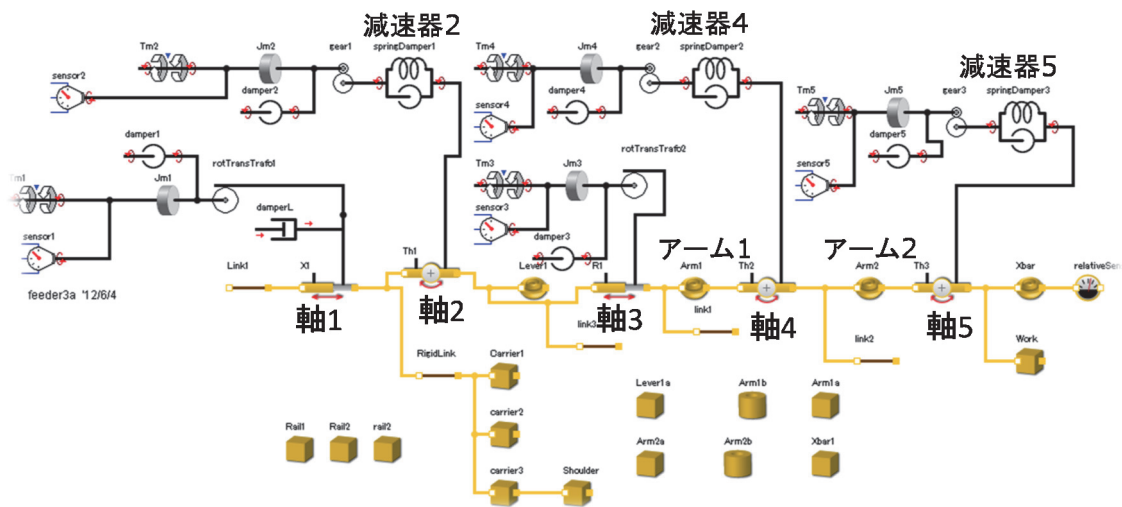 減速器2
減速器4
減速器5
Tm2
Jm2
gear1
springDamper1
Tm4
Jm4
gear2
springDamper2
Tm5
Jm5
gear3
springDamper3
sensor2
damper2
sensor4
damper4
sensor5
damper5
damper1
rotTransTrafo1
Tm3
Jm3
rotTransTrafo2
Tm1
Jm1
sensor3
damper3
sensor1
damperL
アーム1
アーム2
Link1
X1
Th1
Lever1
R1
Arm1
Th2
Arm2
Th3
Xbar
relativeSen
feeder3a '12/6/4
軸1
軸2
軸3
軸4
軸5
link3
link1
link2
Work
RigidLink
Carrier1
carrier2
carrier3
Shoulder
Rail1
Rail2
rail2
Lever1a
Arm1b
Arm1a
Arm2a
Arm2b
Xbar1